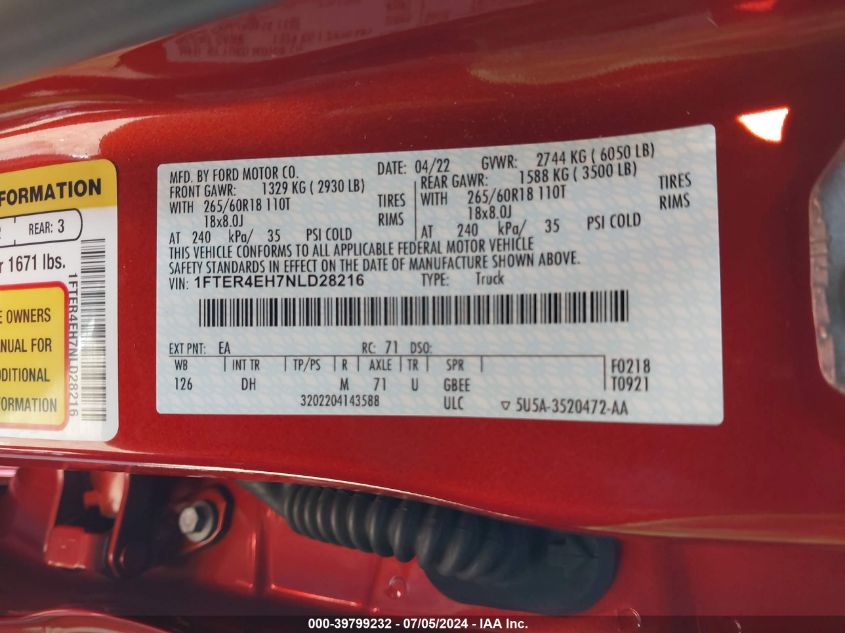 MFD. BY FORD MOTOR CO.
DATE: 04/22 GVWR: 2744 KG ( 6050 LB)
FRONT GAWR: 1329 KG ( 2930 LB)
REAR GAWR: 1588 KG ( 3500 LB)
WITH 265/60R18 110T TIRES
WITH 265/60R18 110T TIRES
18x8.0J RIMS
18x8.0J RIMS
AT 240 kPa/ 35 PSI COLD
AT 240 kPa/ 35 PSI COLD
THIS VEHICLE CONFORMS TO ALL APPLICABLE FEDERAL MOTOR VEHICLE
SAFETY STANDARDS IN EFFECT ON THE DATE OF MANUFACTURE SHOWN ABOVE.
VIN: 1FTER4EH7NLD28216 TYPE: Truck
EXT PNT: EA RC: 71 DSO:
WB INT TR TP/PS R AXLE TR SPR F0218
126 DH M 71 U GBEE T0921
3202204143588 ULC ▽ 5U5A-3520472-AA
FORMATION
REAR: 3
1671 lbs.
OWNERS
FORMATION
1FTER4EH7NLD28216
000-39799232 - 07/05/2024 - IAA Inc.